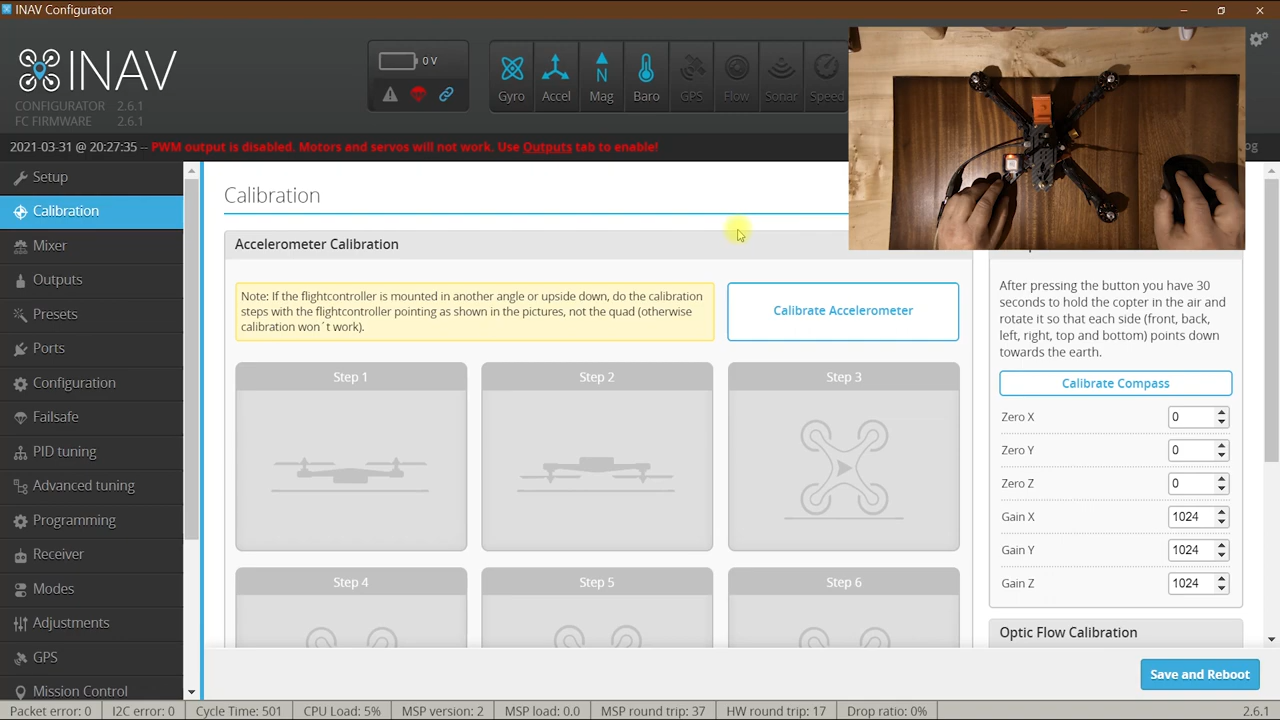 INAV Configurator
INAV
CONFIGURATOR 2.6.1
FC FIRMWARE 2.6.1
0 V
Gyro
Accel
Mag
Baro
GPS
Flow
Sonar
Speed
2021-03-31 @ 20:27:35 -- PWM output is disabled. Motors and servos will not work. Use Outputs tab to enable!
Setup
Calibration
Mixer
Outputs
Presets
Ports
Configuration
Failsafe
PID tuning
Advanced tuning
Programming
Receiver
Modes
Adjustments
GPS
Mission Control
Calibration
Accelerometer Calibration
Note: If the flightcontroller is mounted in another angle or upside down, do the calibration
steps with the flightcontroller pointing as shown in the pictures, not the quad (otherwise
calibration won´t work).
Calibrate Accelerometer
Step 1
Step 2
Step 3
Step 4
Step 5
Step 6
After pressing the button you have 30
seconds to hold the copter in the air and
rotate it so that each side (front, back,
left, right, top and bottom) points down
towards the earth.
Calibrate Compass
Zero X 0
Zero Y 0
Zero Z 0
Gain X 1024
Gain Y 1024
Gain Z 1024
Optic Flow Calibration
Save and Reboot
Packet error: 0
I2C error: 0
Cycle Time: 501
CPU Load: 5%
MSP version: 2
MSP load: 0.0
MSP round trip: 37
HW round trip: 17
Drop ratio: 0%
2.6.1